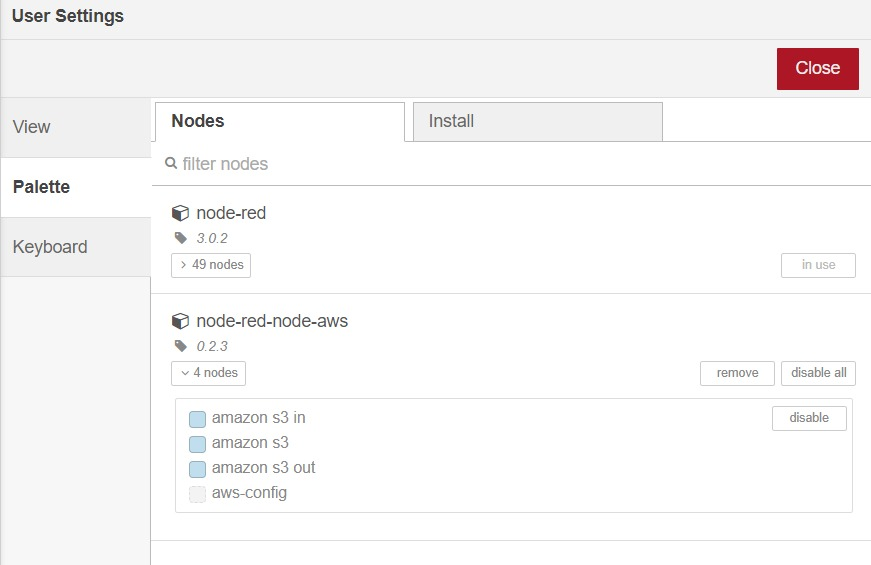 User Settings
Close
View
Palette
Keyboard
Nodes
Install
filter nodes
node-red
3.0.2
49 nodes
in use
node-red-node-aws
0.2.3
4 nodes
remove
disable all
amazon s3 in
disable
amazon s3
amazon s3 out
aws-config